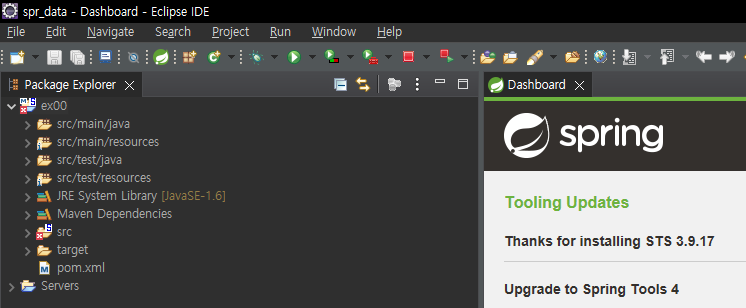 spr_data - Dashboard - Eclipse IDE
File Edit Navigate Search Project Run Window Help
Package Explorer
ex00
src/main/java
src/main/resources
src/test/java
src/test/resources
JRE System Library [JavaSE-1.6]
Maven Dependencies
src
target
pom.xml
Servers
Dashboard
spring
Tooling Updates
Thanks for installing STS 3.9.17
Upgrade to Spring Tools 4